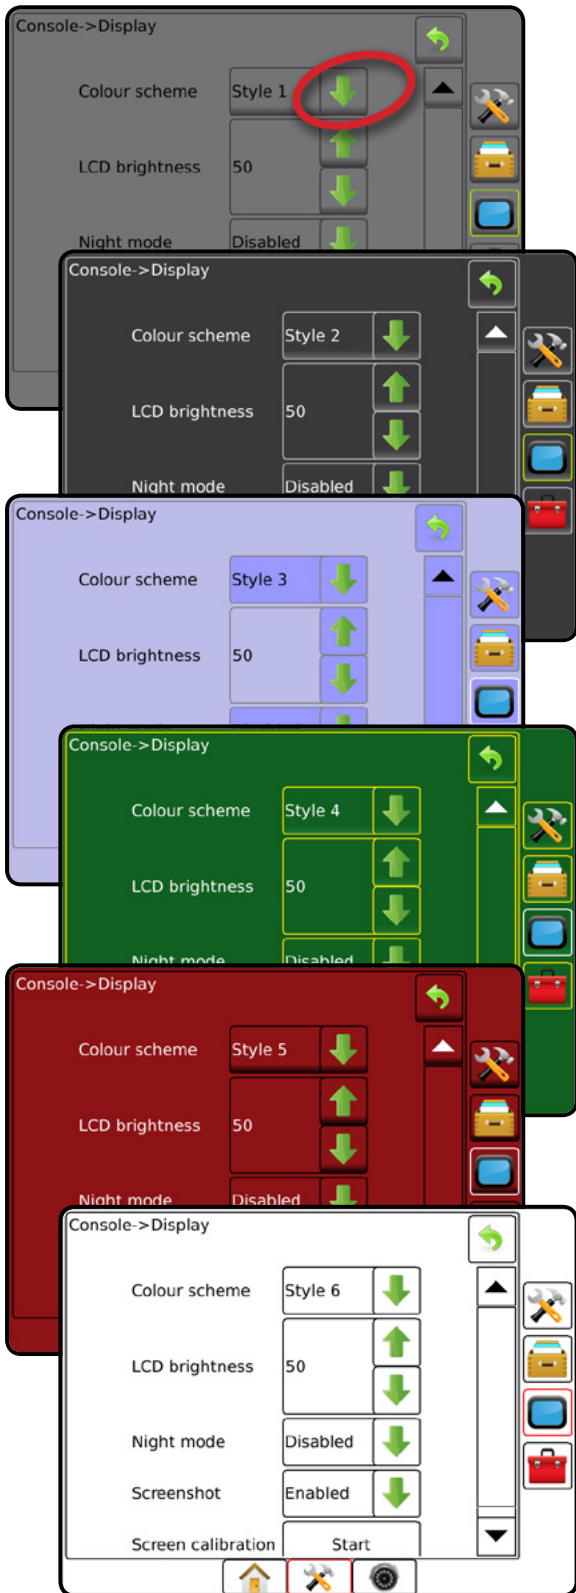 Console->Display
Colour scheme Style 1
LCD brightness 50
Night mode Disabled
Console->Display
Colour scheme Style 2
LCD brightness 50
Night mode Disabled
Console->Display
Colour scheme Style 3
LCD brightness 50
Console->Display
Colour scheme Style 4
LCD brightness 50
Night mode Disabled
Console->Display
Colour scheme Style 5
LCD brightness 50
Night mode Disabled
Console->Display
Colour scheme Style 6
LCD brightness 50
Night mode Disabled
Screenshot Enabled
Screen calibration Start